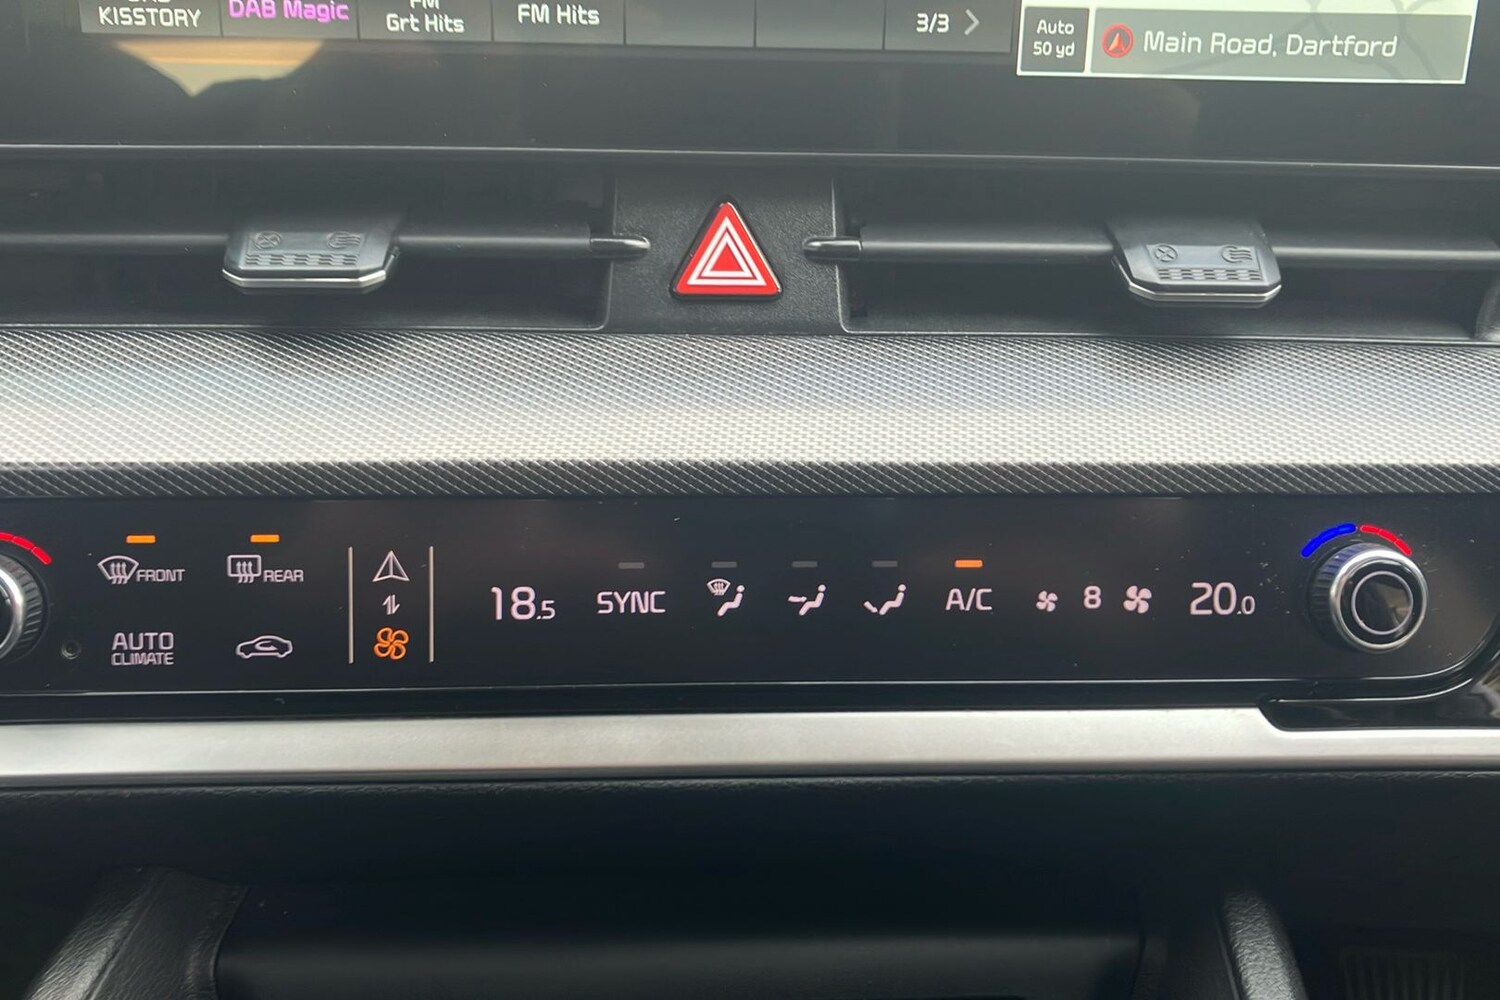 KISSTORY
DAB Magic
FM
Grt Hits
FM Hits
3/3
Auto
50 yd
Main Road, Dartford
FRONT
REAR
AUTO
CLIMATE
18.5
SYNC
A/C
8
20.0